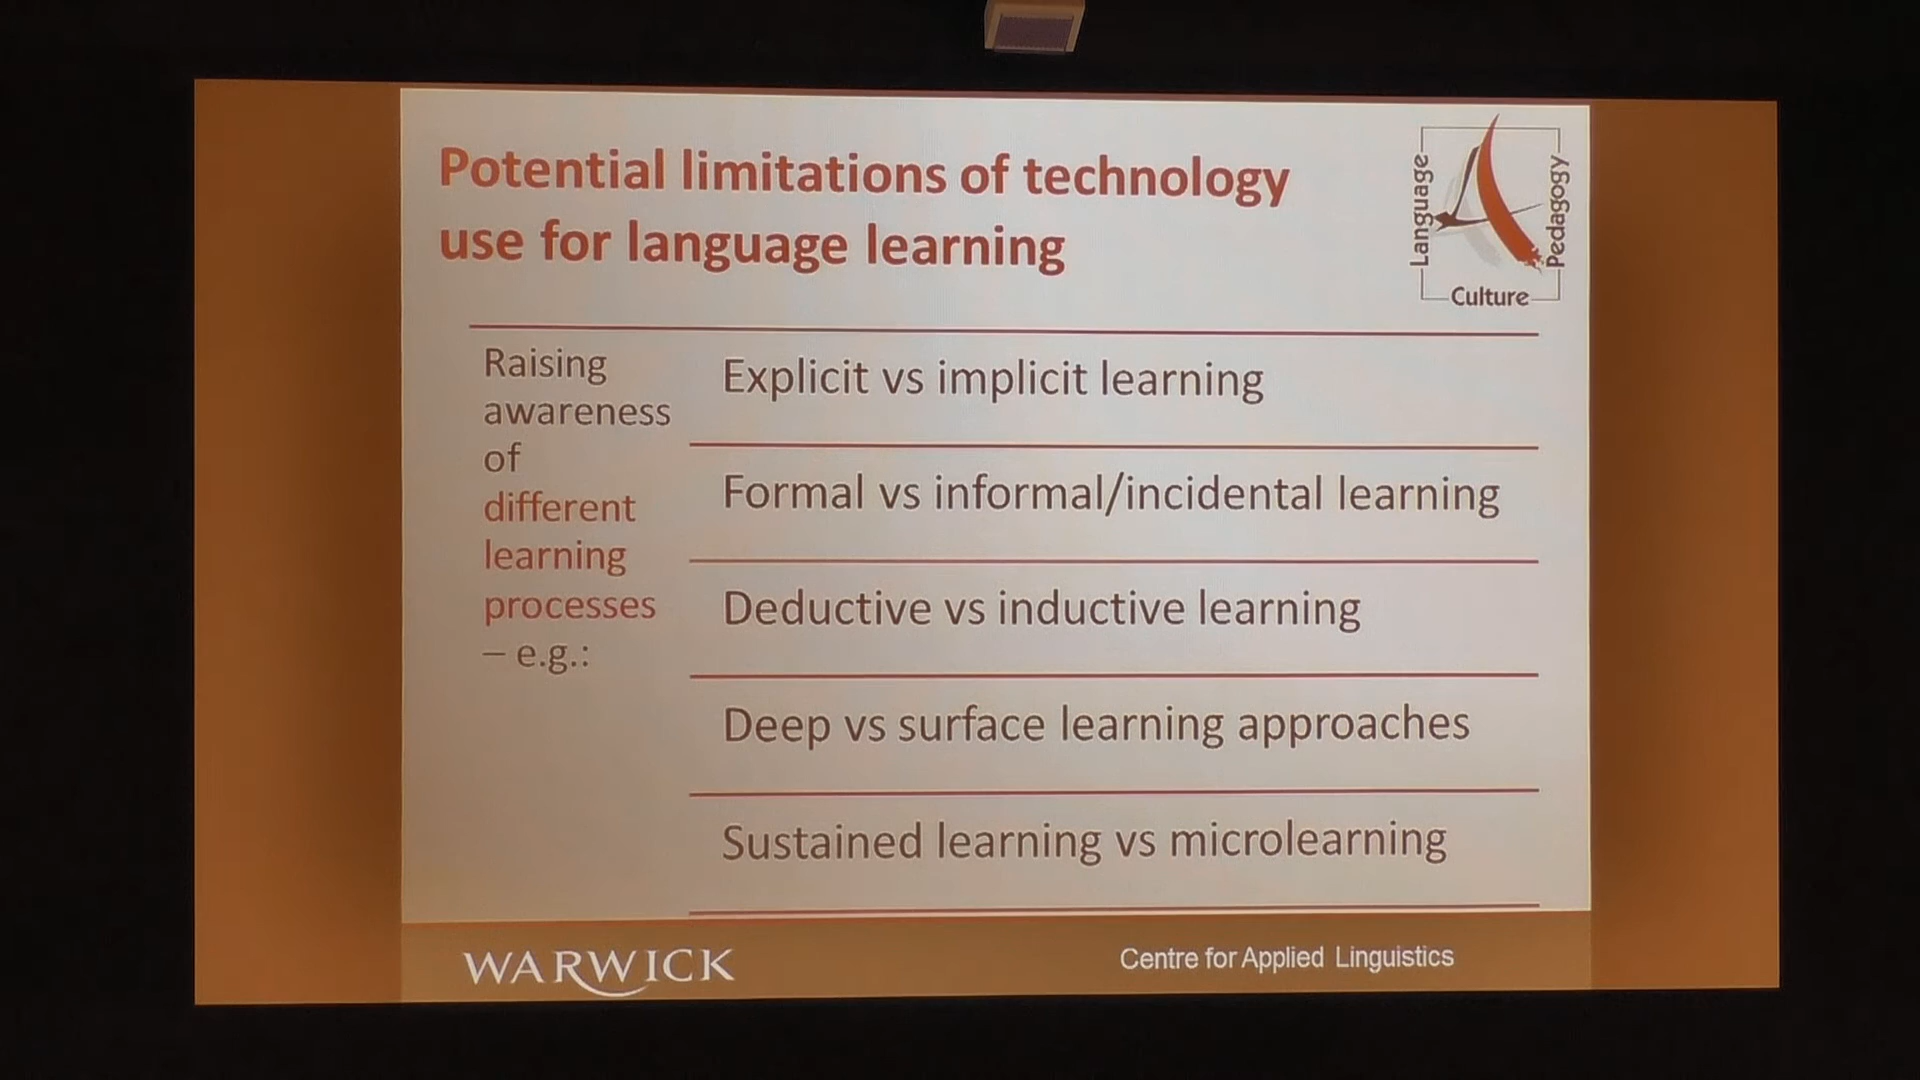 Potential limitations of technology
use for language learning
Language
Pedagogy
Culture
Raising
awareness
of
different
learning
processes
– e.g.:
Explicit vs implicit learning
Formal vs informal/incidental learning
Deductive vs inductive learning
Deep vs surface learning approaches
Sustained learning vs microlearning
WARWICK
Centre for Applied Linguistics